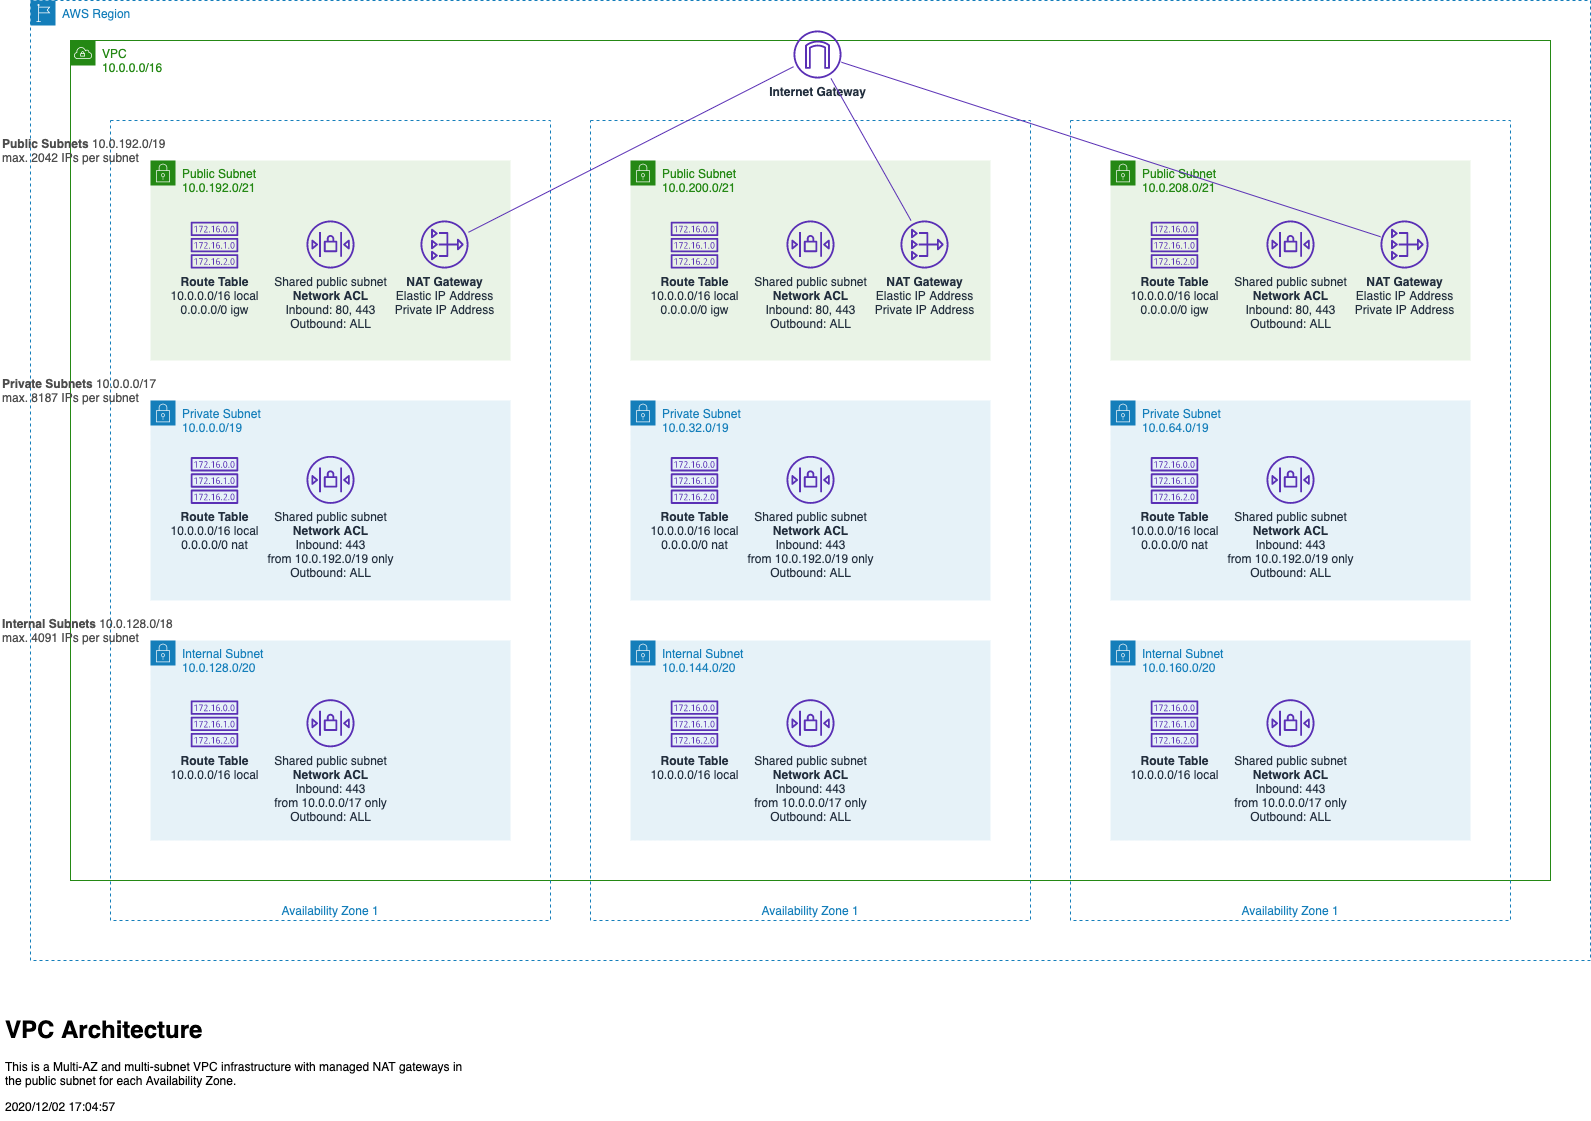 AWS Region
VPC
10.0.0.0/16
Internet Gateway
Public Subnets 10.0.192.0/19
max. 2042 IPs per subnet
Public Subnet
10.0.192.0/21
172.16.0.0
172.16.1.0
172.16.2.0
Route Table
10.0.0.0/16 local
0.0.0.0/0 igw
Shared public subnet
Network ACL
Inbound: 80, 443
Outbound: ALL
NAT Gateway
Elastic IP Address
Private IP Address
Public Subnet
10.0.200.0/21
172.16.0.0
172.16.1.0
172.16.2.0
Route Table
10.0.0.0/16 local
0.0.0.0/0 igw
Shared public subnet
Network ACL
Inbound: 80, 443
Outbound: ALL
NAT Gateway
Elastic IP Address
Private IP Address
Public Subnet
10.0.208.0/21
172.16.0.0
172.16.1.0
172.16.2.0
Route Table
10.0.0.0/16 local
0.0.0.0/0 igw
Shared public subnet
Network ACL
Inbound: 80, 443
Outbound: ALL
NAT Gateway
Elastic IP Address
Private IP Address
Private Subnets 10.0.0.0/17
max. 8187 IPs per subnet
Private Subnet
10.0.0.0/19
172.16.0.0
172.16.1.0
172.16.2.0
Route Table
10.0.0.0/16 local
0.0.0.0/0 nat
Shared public subnet
Network ACL
Inbound: 443
from 10.0.192.0/19 only
Outbound: ALL
Private Subnet
10.0.32.0/19
172.16.0.0
172.16.1.0
172.16.2.0
Route Table
10.0.0.0/16 local
0.0.0.0/0 nat
Shared public subnet
Network ACL
Inbound: 443
from 10.0.192.0/19 only
Outbound: ALL
Private Subnet
10.0.64.0/19
172.16.0.0
172.16.1.0
172.16.2.0
Route Table
10.0.0.0/16 local
0.0.0.0/0 nat
Shared public subnet
Network ACL
Inbound: 443
from 10.0.192.0/19 only
Outbound: ALL
Internal Subnets 10.0.128.0/18
max. 4091 IPs per subnet
Internal Subnet
10.0.128.0/20
172.16.0.0
172.16.1.0
172.16.2.0
Route Table
10.0.0.0/16 local
Shared public subnet
Network ACL
Inbound: 443
from 10.0.0.0/17 only
Outbound: ALL
Internal Subnet
10.0.144.0/20
172.16.0.0
172.16.1.0
172.16.2.0
Route Table
10.0.0.0/16 local
Shared public subnet
Network ACL
Inbound: 443
from 10.0.0.0/17 only
Outbound: ALL
Internal Subnet
10.0.160.0/20
172.16.0.0
172.16.1.0
172.16.2.0
Route Table
10.0.0.0/16 local
Shared public subnet
Network ACL
Inbound: 443
from 10.0.0.0/17 only
Outbound: ALL
Availability Zone 1
Availability Zone 1
Availability Zone 1
VPC Architecture
This is a Multi-AZ and multi-subnet VPC infrastructure with managed NAT gateways in
the public subnet for each Availability Zone.
2020/12/02 17:04:57